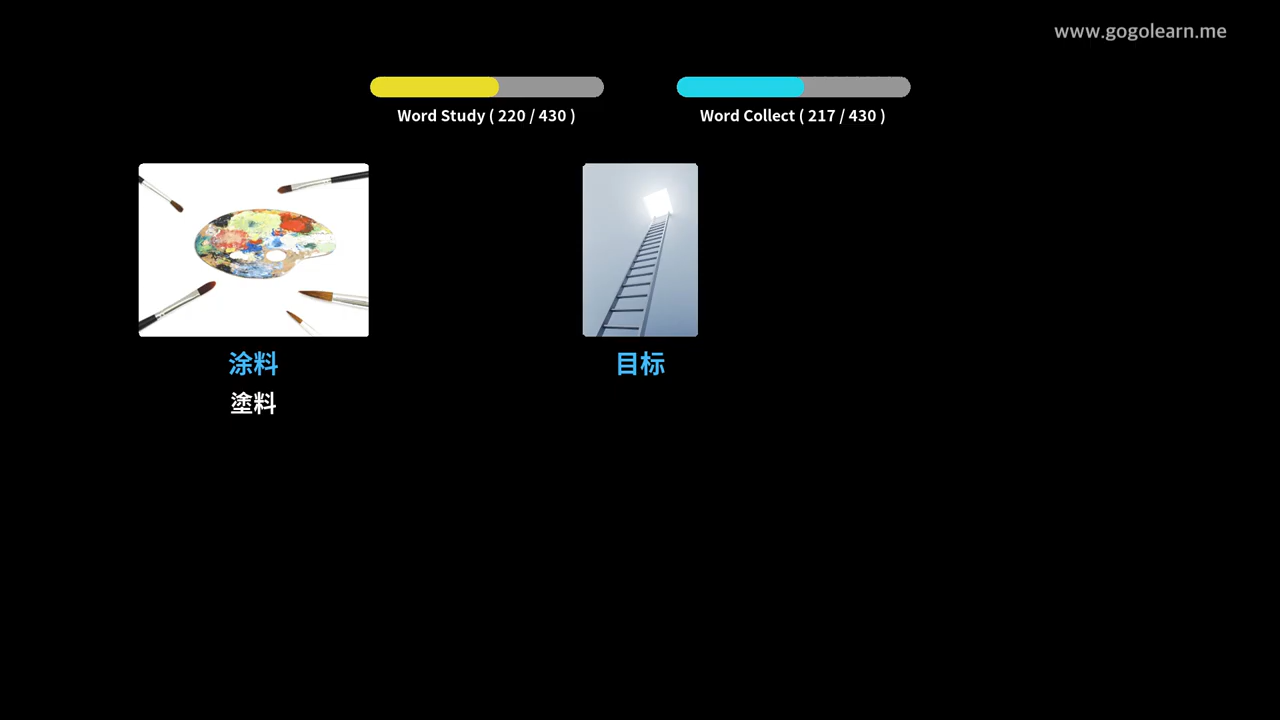 www.gogolearn.me
Word Study ( 220 / 430 )
Word Collect ( 217 / 430 )
涂料
目标
塗料